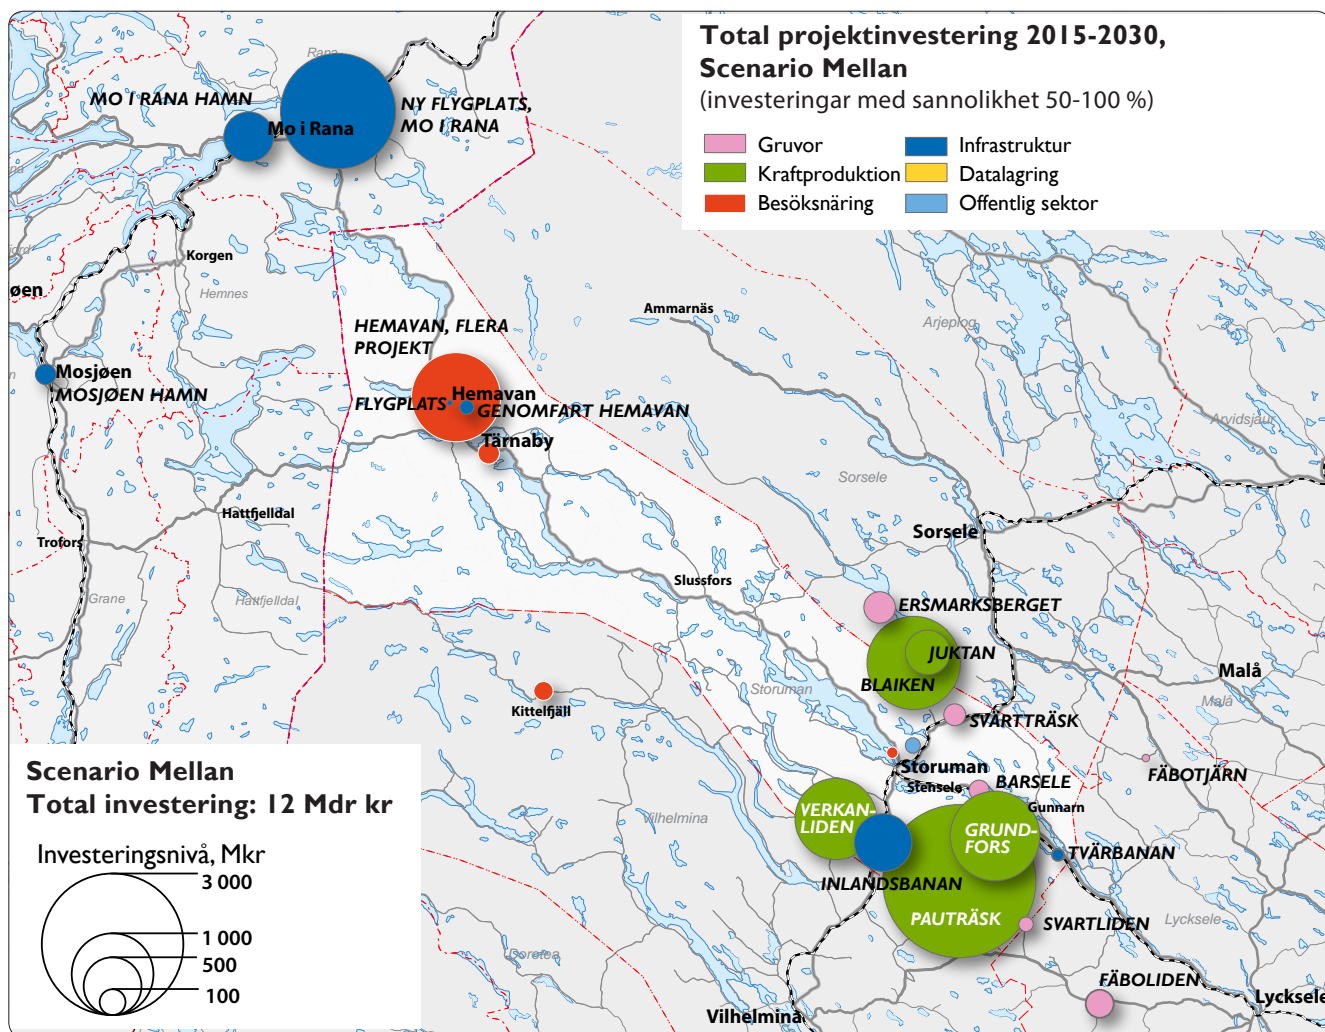 Total projektinvestering 2015-2030,
Scenario Mellan
(investeringar med sannolikhet 50-100 %)
Gruvor
Infrastruktur
Kraftproduktion
Datalagring
Besöksnäring
Offentlig sektor
Rana
MO I RANA HAMN
NY FLYGPLATS,
MO I RANA
Mo i Rana
Korgen
øen
Hemnes
Ammarnäs
Arjeplog
HEMAVAN, FLERA
PROJEKT
Mosjøen
MOSJØEN HAMN
Hemavan
FLYGPLATS
GENOMFART HEMAVAN
Tärnaby
Arvidsjaur
Sorsele
Hattfjelldal
Trofors
Sorsele
Slussfors
Grane
Hattfjelldal
ERSMARKSBERGET
JUKTAN
BLAIKEN
Malå
Malå
Storuman
Kittelfjäll
SVÄRTTRÄSK
Storuman
FÄBOTJÄRN
BARSELE
Stensele
Gunnarn
VERKAN-
LIDEN
Vilhelmina
GRUND-
FORS
TVÄRBANAN
INLANDSBANAN
PAUTRÄSK
SVARTLIDEN
Lycksele
FÄBOLIDEN
Lycksele
Vilhelmina
Scenario Mellan
Total investering: 12 Mdr kr
Investeringsnivå, Mkr
3 000
1 000
500
100